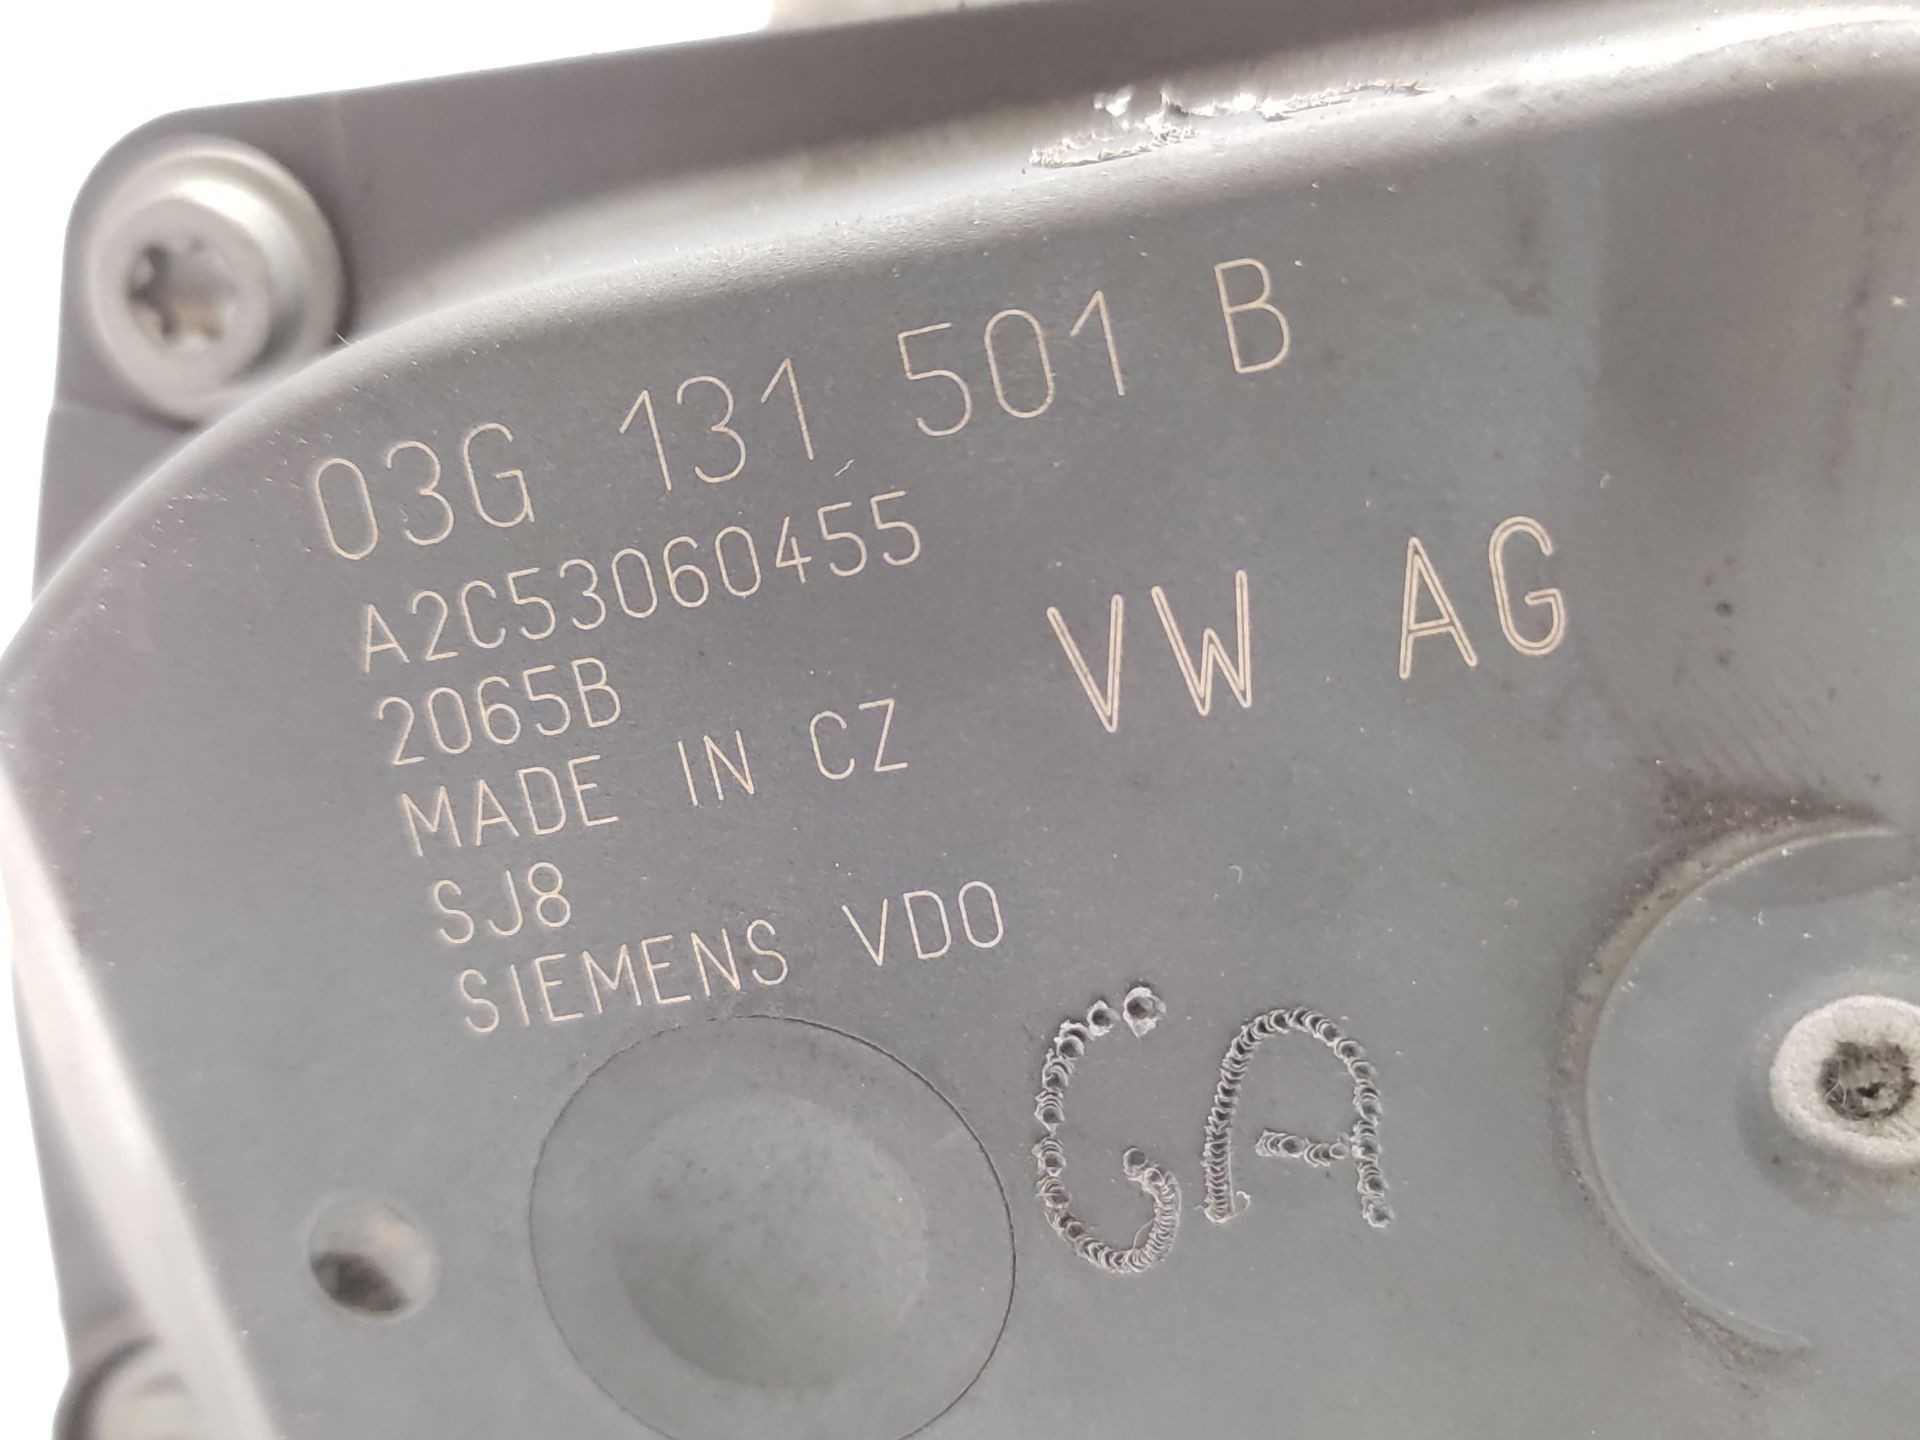 03G 131 501 B
A2C53060455
2065B
MADE IN CZ
VW AG
SJ8
SIEMENS VDO
GA